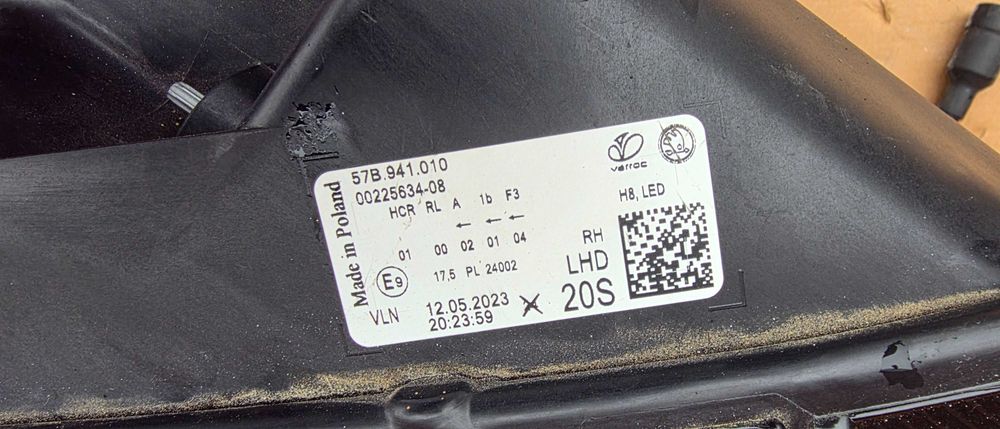 Made in Poland
57B.941.010
00225634-08
HCR RL A 1b F3
← ← ←
01 00 02 01 04
17,5 PL 24002
E9
VLN
12.05.2023
20:23:59
varroc
H8, LED
RH
LHD
20S